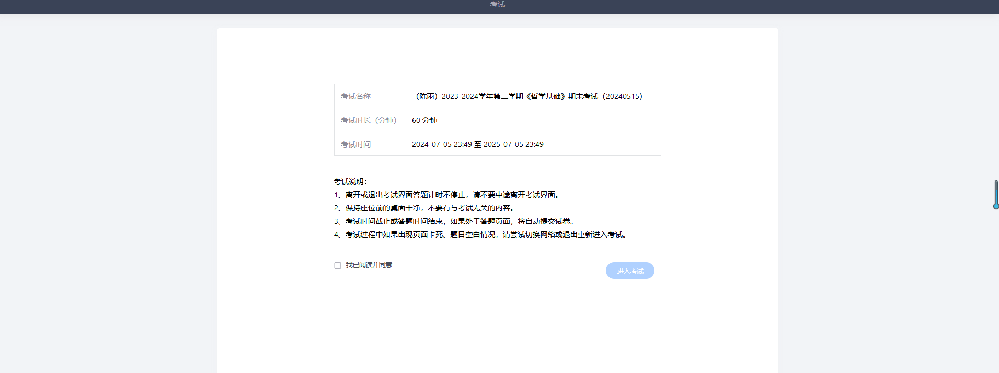 考试
考试名称 （陈雨）2023-2024学年第二学期《哲学基础》期末考试（20240515）
考试时长（分钟） 60 分钟
考试时间 2024-07-05 23:49 至 2025-07-05 23:49
考试说明：
1、离开或退出考试界面答题计时不停止，请不要中途离开考试界面。
2、保持座位前的桌面干净，不要有与考试无关的内容。
3、考试时间截止或答题时间结束，如果处于答题页面，将自动提交试卷。
4、考试过程中如果出现页面卡死、题目空白情况，请尝试切换网络或退出重新进入考试。
我已阅读并同意
进入考试